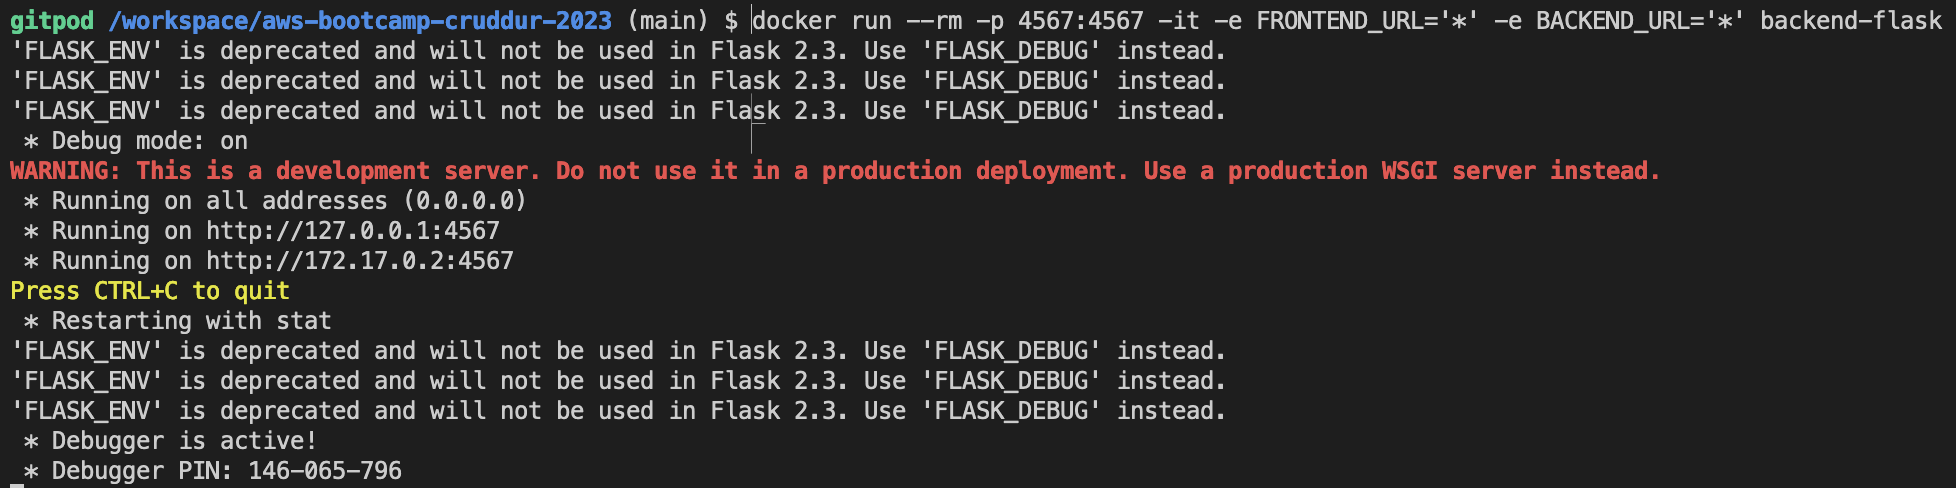 gitpod /workspace/aws-bootcamp-cruddur-2023 (main) $ docker run --rm -p 4567:4567 -it -e FRONTEND_URL='*' -e BACKEND_URL='*' backend-flask
'FLASK_ENV' is deprecated and will not be used in Flask 2.3. Use 'FLASK_DEBUG' instead.
'FLASK_ENV' is deprecated and will not be used in Flask 2.3. Use 'FLASK_DEBUG' instead.
'FLASK_ENV' is deprecated and will not be used in Flask 2.3. Use 'FLASK_DEBUG' instead.
 * Debug mode: on
WARNING: This is a development server. Do not use it in a production deployment. Use a production WSGI server instead.
 * Running on all addresses (0.0.0.0)
 * Running on http://127.0.0.1:4567
 * Running on http://172.17.0.2:4567
Press CTRL+C to quit
 * Restarting with stat
'FLASK_ENV' is deprecated and will not be used in Flask 2.3. Use 'FLASK_DEBUG' instead.
'FLASK_ENV' is deprecated and will not be used in Flask 2.3. Use 'FLASK_DEBUG' instead.
'FLASK_ENV' is deprecated and will not be used in Flask 2.3. Use 'FLASK_DEBUG' instead.
 * Debugger is active!
 * Debugger PIN: 146-065-796